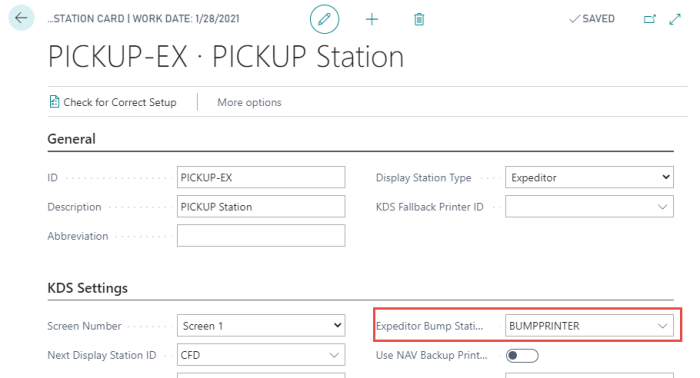 ...STATION CARD | WORK DATE: 1/28/2021
SAVED
PICKUP-EX · PICKUP Station
Check for Correct Setup
More options
General
ID
PICKUP-EX
Display Station Type
Expeditor
Description
PICKUP Station
KDS Fallback Printer ID
Abbreviation
KDS Settings
Screen Number
Screen 1
Expeditor Bump Stati...
BUMPPRINTER
Next Display Station ID
CFD
Use NAV Backup Print...